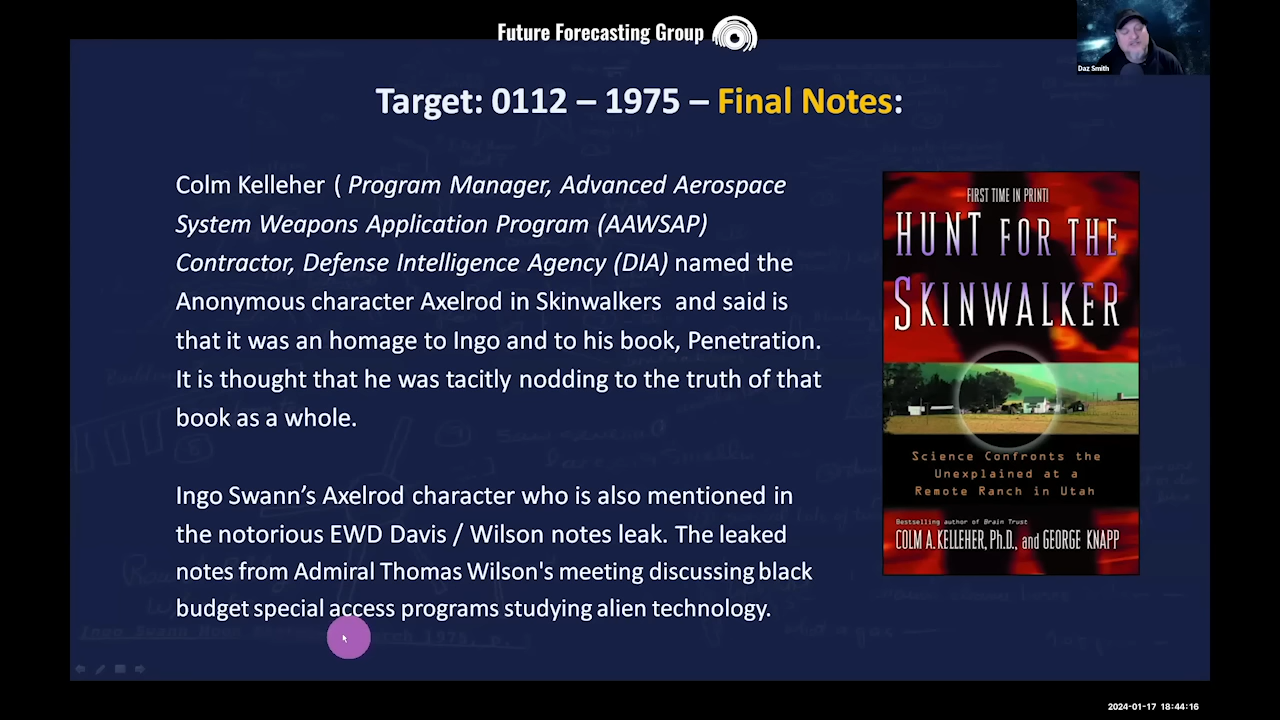 Future Forecasting Group
Daz Smith
Target: 0112 – 1975 – Final Notes:
Colm Kelleher ( Program Manager, Advanced Aerospace
System Weapons Application Program (AAWSAP)
Contractor, Defense Intelligence Agency (DIA) named the
Anonymous character Axelrod in Skinwalkers and said is
that it was an homage to Ingo and to his book, Penetration.
It is thought that he was tacitly nodding to the truth of that
book as a whole.
Ingo Swann's Axelrod character who is also mentioned in
the notorious EWD Davis / Wilson notes leak. The leaked
notes from Admiral Thomas Wilson's meeting discussing black
budget special access programs studying alien technology.
FIRST TIME IN PRINT!
HUNT FOR THE
SKINWALKER
Science Confronts the
Unexplained at a
Remote Ranch in Utah
Bestselling author of Brain Trust
COLM A. KELLEHER, Ph.D., and GEORGE KNAPP
2024-01-17 18:44:16